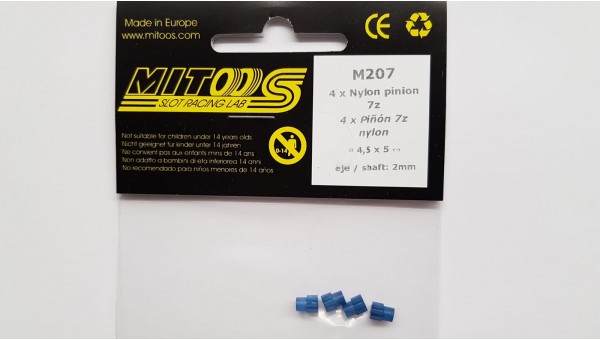 Made in Europe
www.mitoos.com
CE
MITOOS
SLOT RACING LAB
Not suitable for children under 14 years olds
Nicht geeignet fur kinder unter 14 jahren
Ne convient pas aux enfants mins de 14 ans
Non adatto a bambini di eta inferiorea 14 anni
No recomendado para niños menores de 14 años
0-14
M207
4 x Nylon pinion
7z
4 x Piñón 7z
nylon
¤ 4,5 x 5 ↔
eje / shaft: 2mm